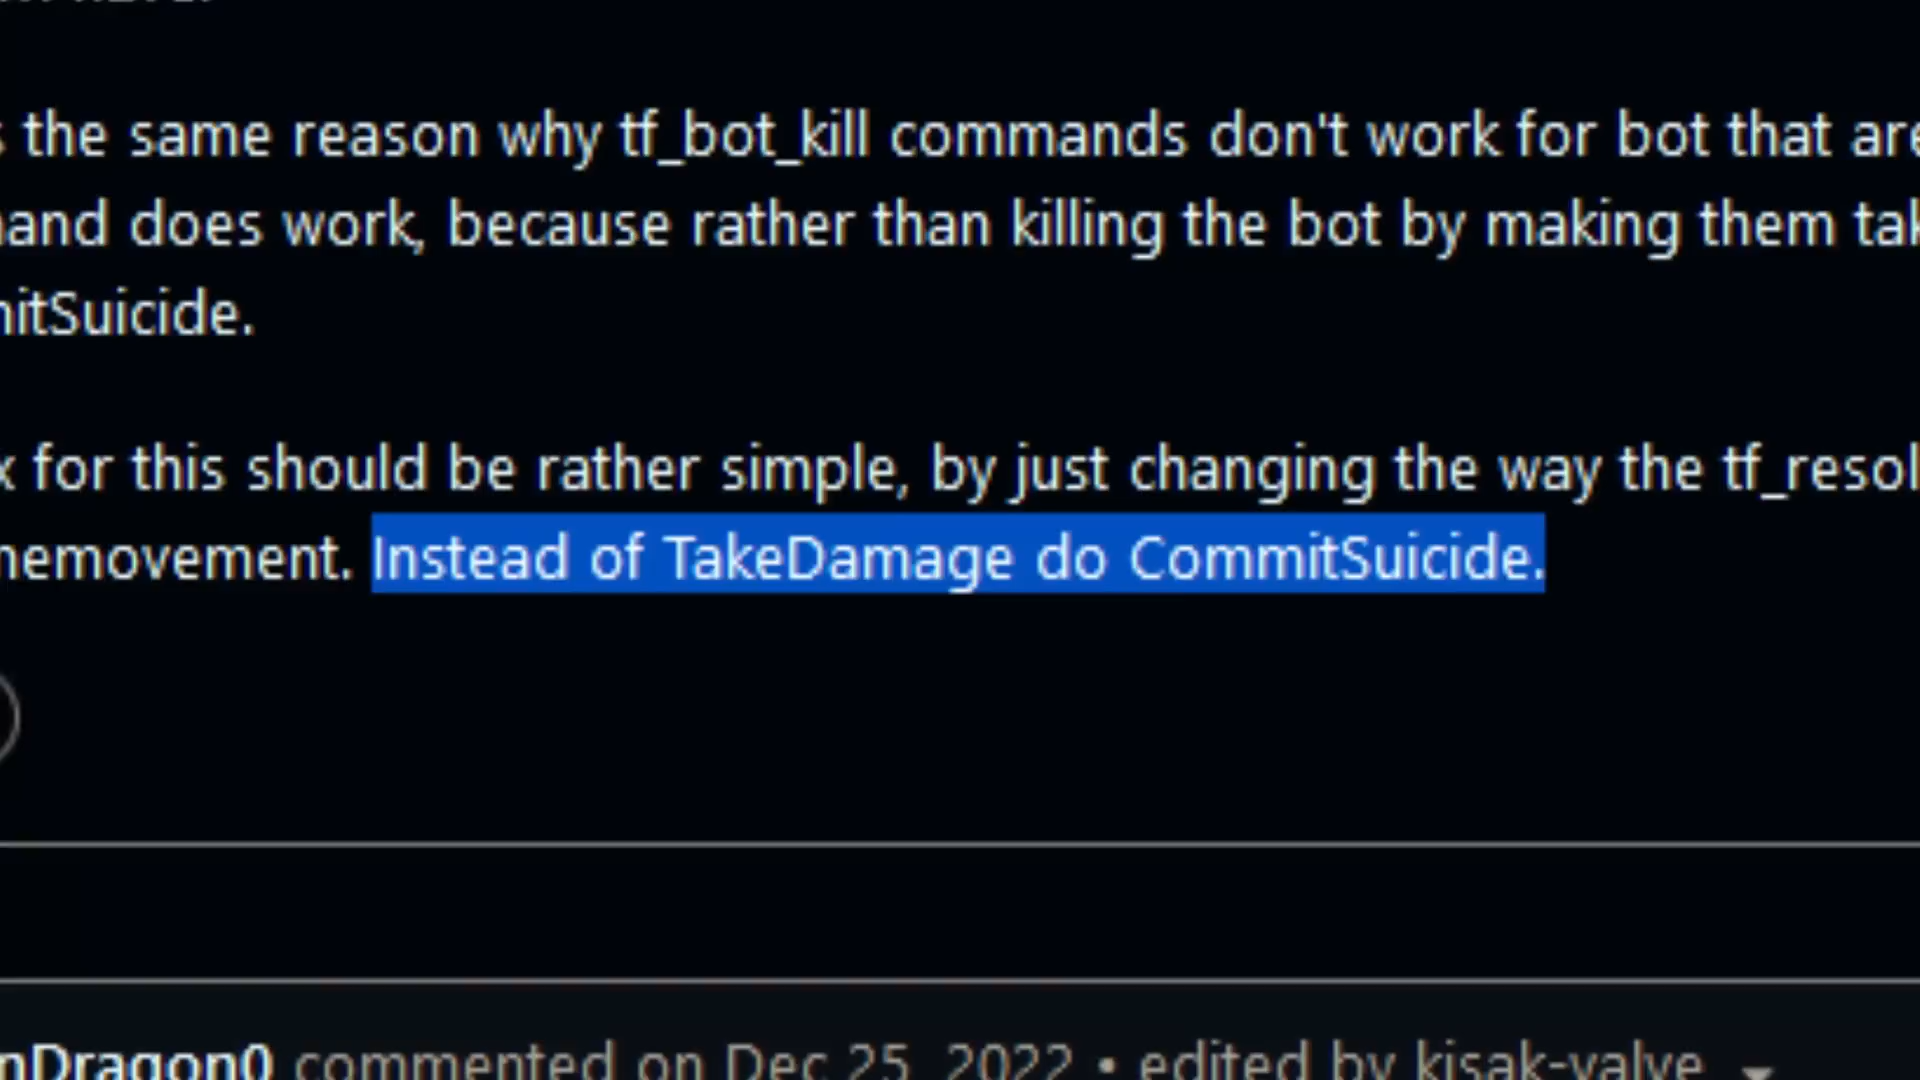 the same reason why tf_bot_kill commands don't work for bot that are
does work, because rather than killing the bot by making them
itSuicide.
for this should be rather simple, by just changing the way the tf_resol
nemovement. Instead of TakeDamage do CommitSuicide.
nDragon0 commented on Dec 25, 2022 • edited by kisak-valve